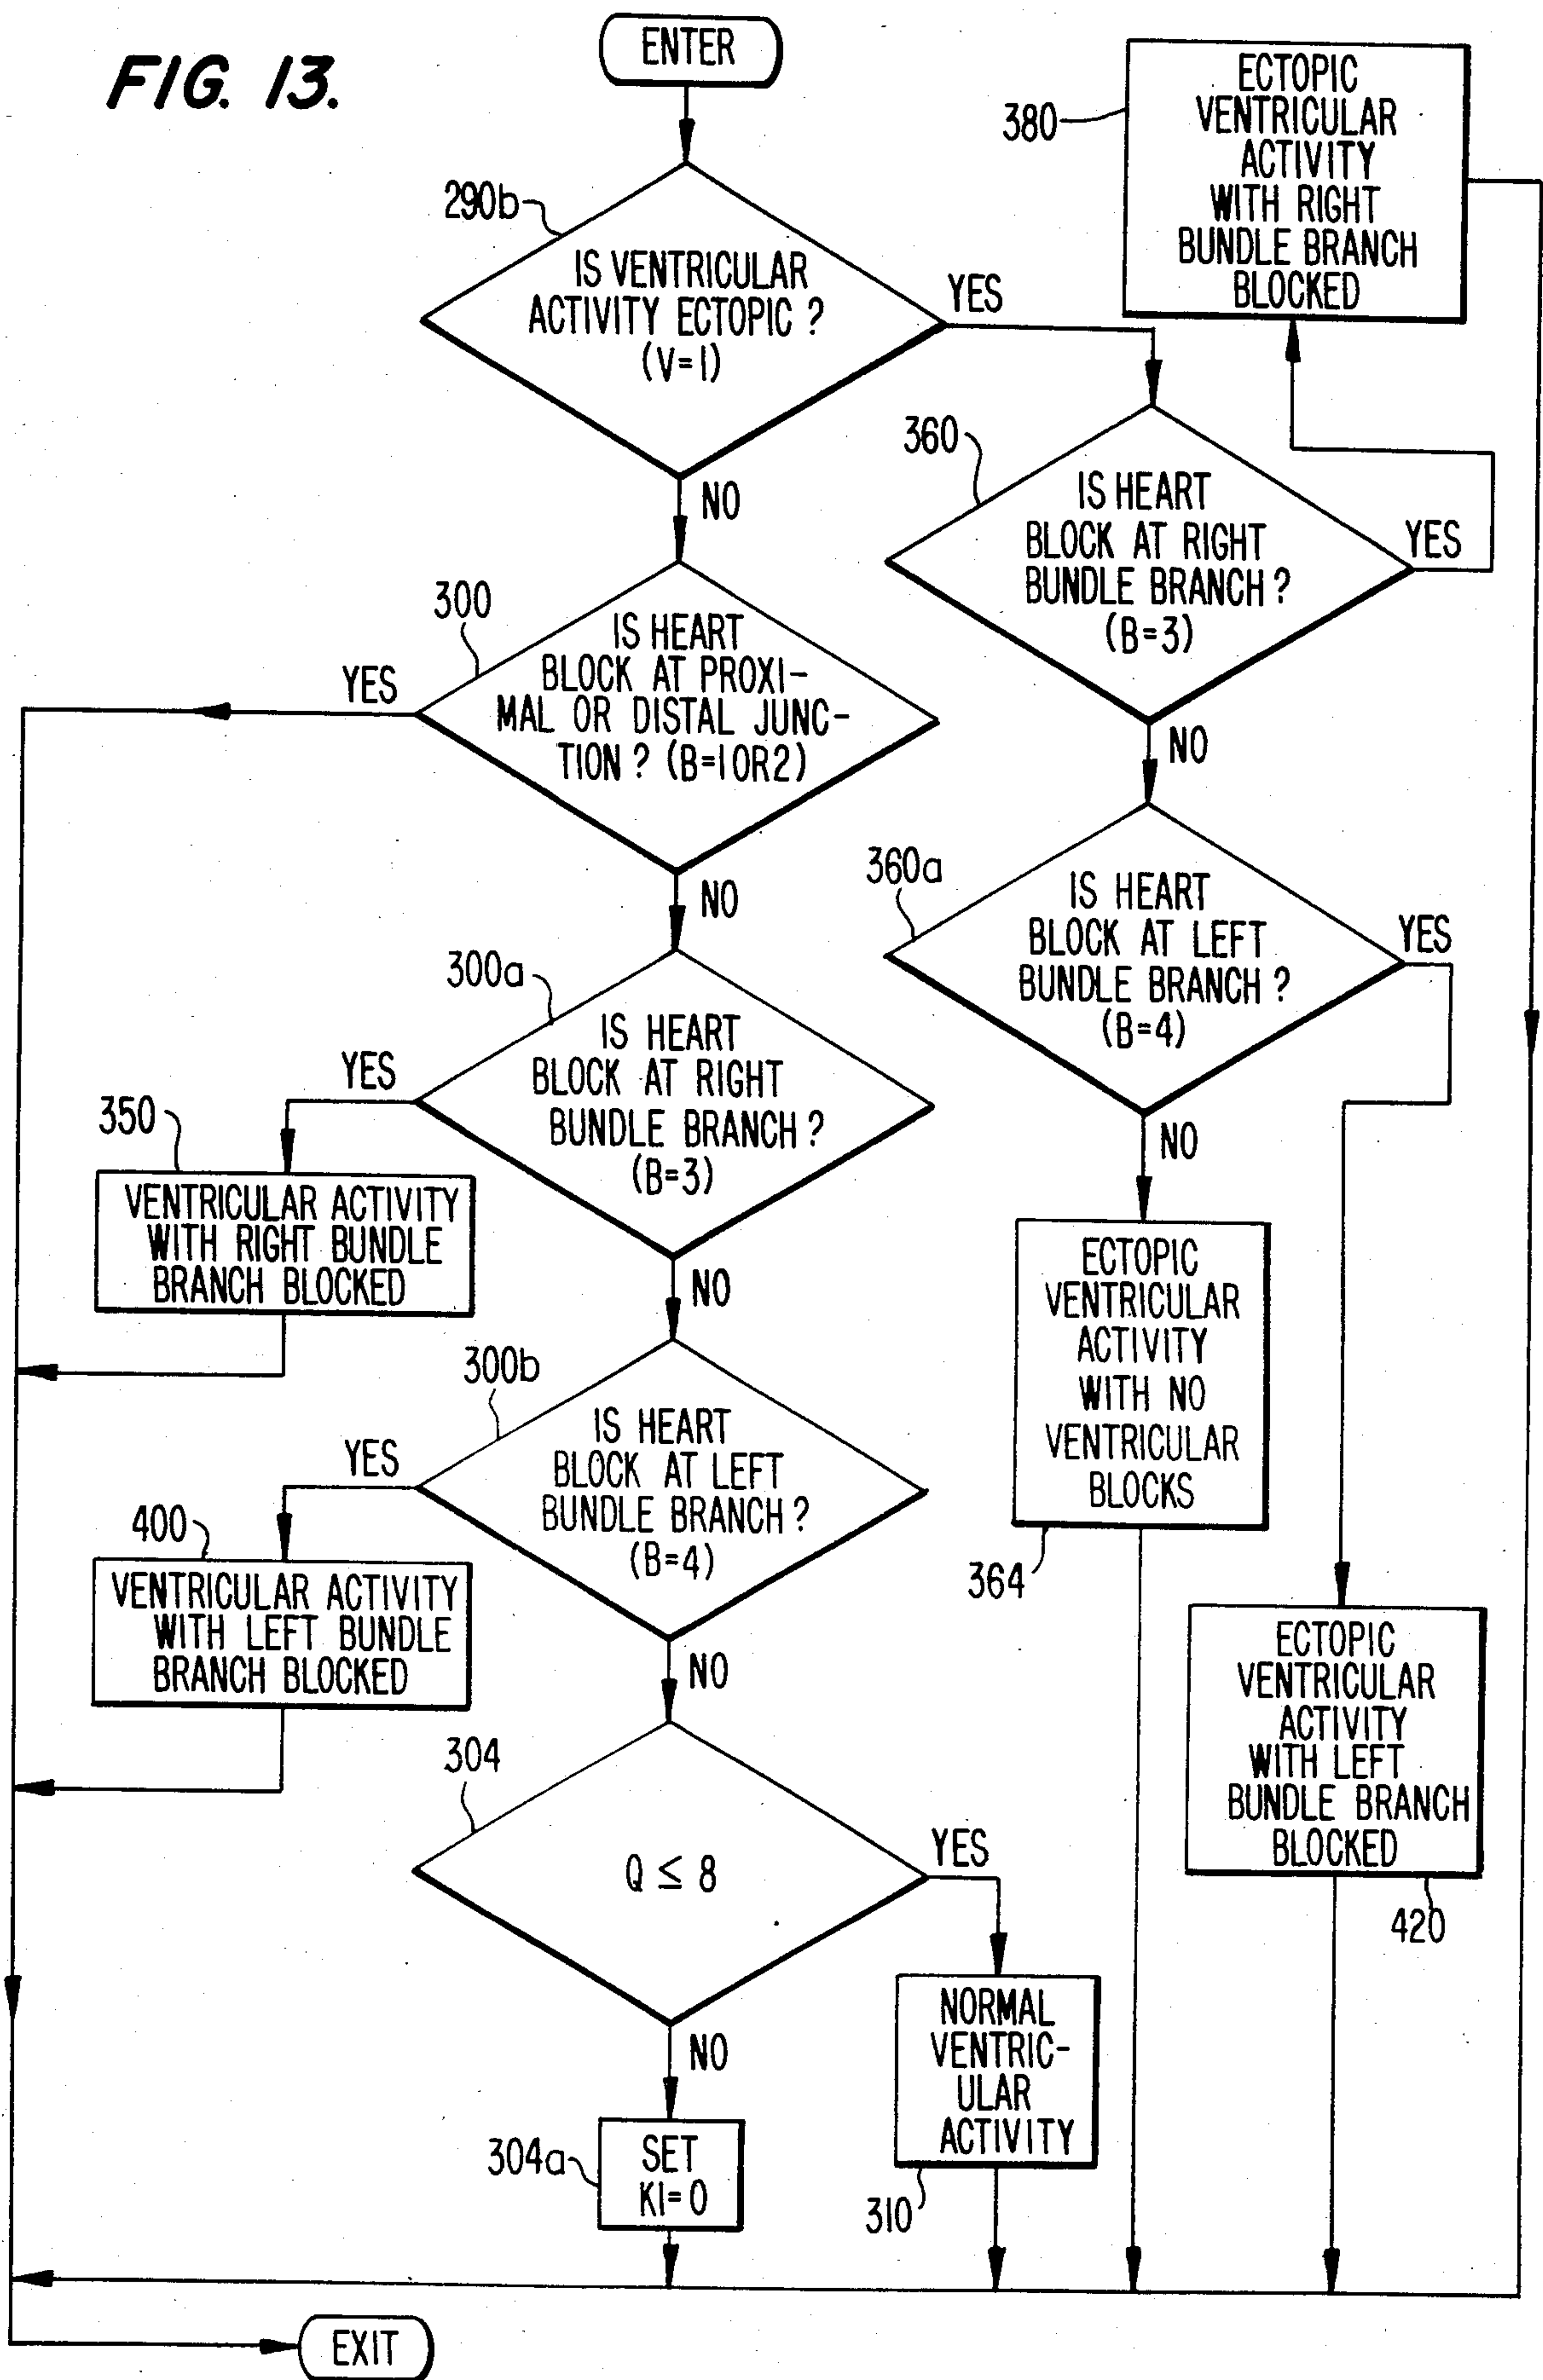 FIG. 13.
ENTER
290b
IS VENTRICULAR
ACTIVITY ECTOPIC ?
(V=1)
YES
NO
380
ECTOPIC
VENTRICULAR
ACTIVITY
WITH RIGHT
BUNDLE BRANCH
BLOCKED
360
IS HEART
BLOCK AT RIGHT
BUNDLE BRANCH ?
(B=3)
YES
NO
300
IS HEART
BLOCK AT PROXI-
MAL OR DISTAL JUNC-
TION ? (B=1 OR 2)
YES
NO
360a
IS HEART
BLOCK AT LEFT
BUNDLE BRANCH ?
(B=4)
YES
NO
300a
IS HEART
BLOCK AT RIGHT
BUNDLE BRANCH ?
(B=3)
YES
NO
350
VENTRICULAR ACTIVITY
WITH RIGHT BUNDLE
BRANCH BLOCKED
ECTOPIC
VENTRICULAR
ACTIVITY
WITH NO
VENTRICULAR
BLOCKS
364
300b
IS HEART
BLOCK AT LEFT
BUNDLE BRANCH ?
(B=4)
YES
NO
400
VENTRICULAR ACTIVITY
WITH LEFT BUNDLE
BRANCH BLOCKED
ECTOPIC
VENTRICULAR
ACTIVITY
WITH LEFT
BUNDLE BRANCH
BLOCKED
420
304
Q ≤ 8
YES
NO
NORMAL
VENTRIC-
ULAR
ACTIVITY
310
304a
SET
K1=0
EXIT